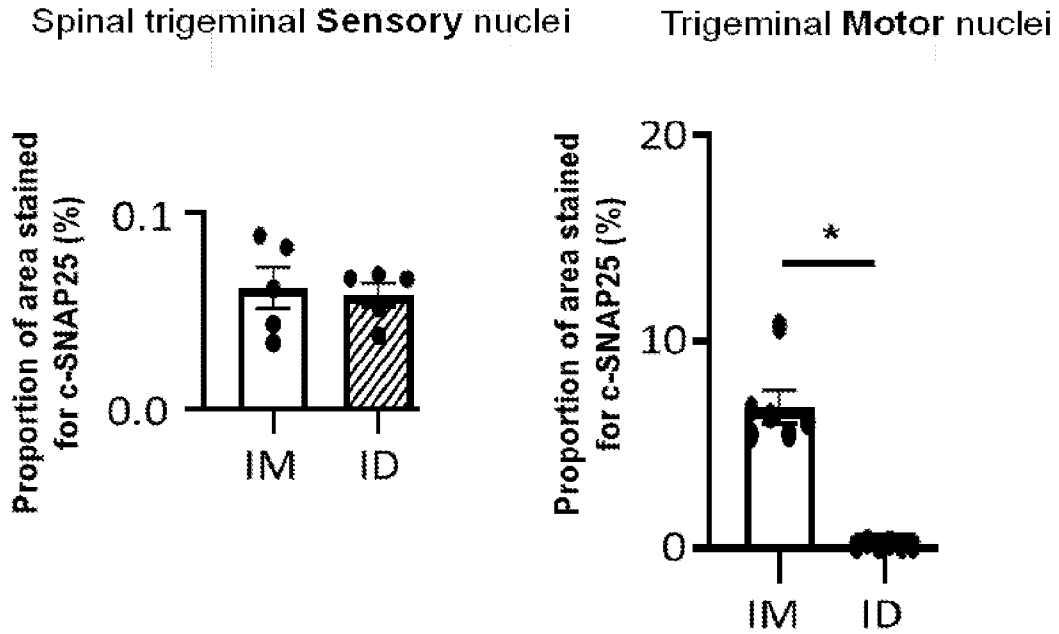 Spinal trigeminal Sensory nuclei
Proportion of area stained
for c-SNAP25 (%)
0.1
0.0
IM
ID
Trigeminal Motor nuclei
Proportion of area stained
for c-SNAP25 (%)
20
10
0
*
IM
ID